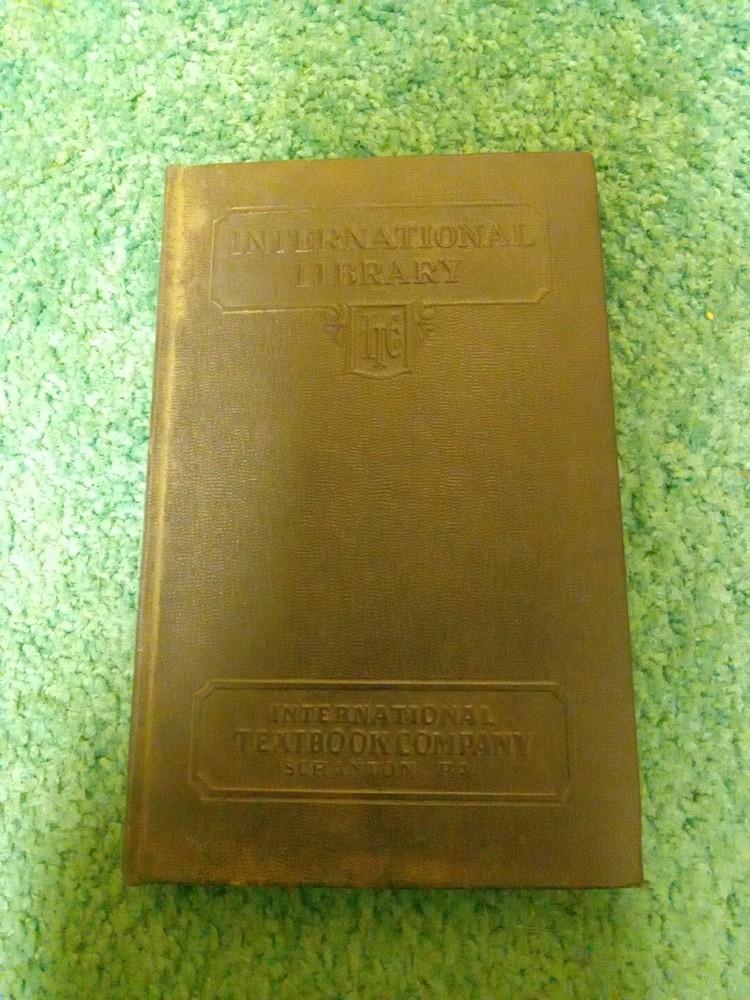 INTERNATIONAL
LIBRARY
ITC
INTERNATIONAL
TEXTBOOK COMPANY
SCRANTON PA.